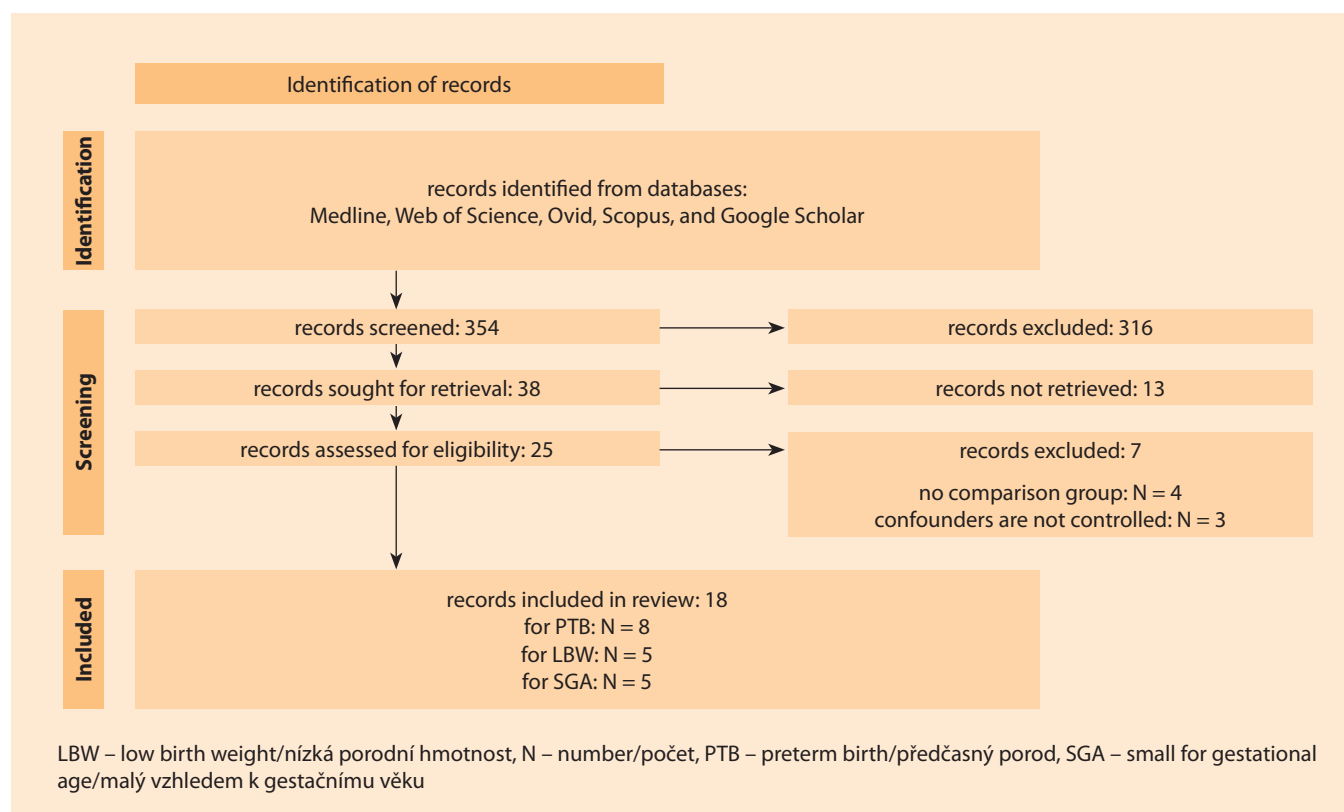 Identification of records
Identification
records identified from databases:
Medline, Web of Science, Ovid, Scopus, and Google Scholar
Screening
records screened: 354
records excluded: 316
records sought for retrieval: 38
records not retrieved: 13
records assessed for eligibility: 25
records excluded: 7
no comparison group: N = 4
confounders are not controlled: N = 3
Included
records included in review: 18
for PTB: N = 8
for LBW: N = 5
for SGA: N = 5
LBW – low birth weight/nízká porodní hmotnost, N – number/počet, PTB – preterm birth/předčasný porod, SGA – small for gestational
age/malý vzhledem k gestačnímu věku